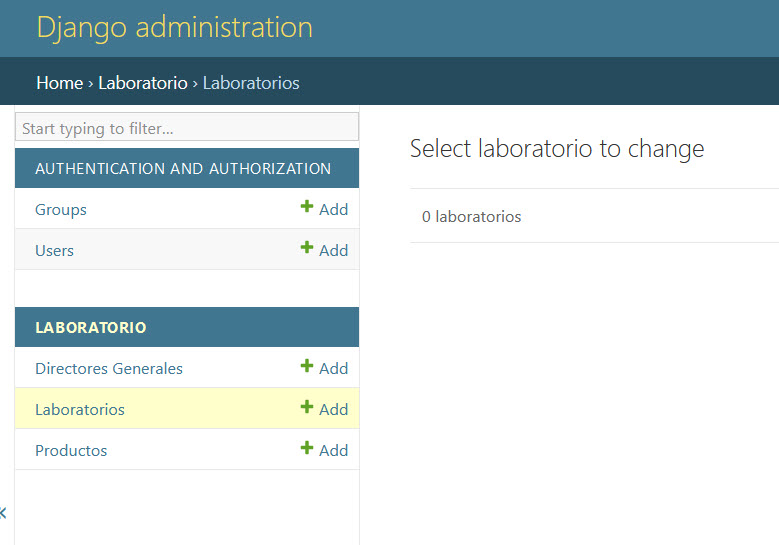 Django administration
Home › Laboratorio › Laboratorios
Start typing to filter...
AUTHENTICATION AND AUTHORIZATION
Groups + Add
Users + Add
LABORATORIO
Directores Generales + Add
Laboratorios + Add
Productos + Add
«
Select laboratorio to change
0 laboratorios